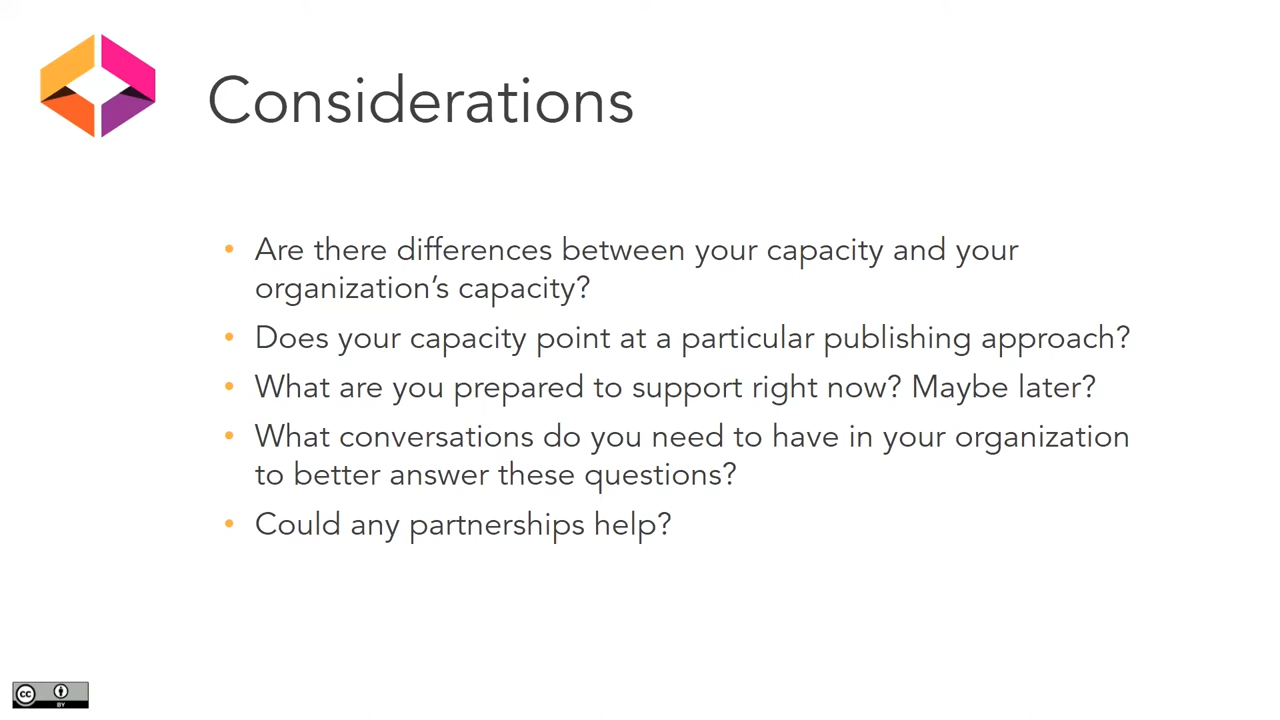 Considerations
• Are there differences between your capacity and your
organization’s capacity?
• Does your capacity point at a particular publishing approach?
• What are you prepared to support right now? Maybe later?
• What conversations do you need to have in your organization
to better answer these questions?
• Could any partnerships help?
cc
BY